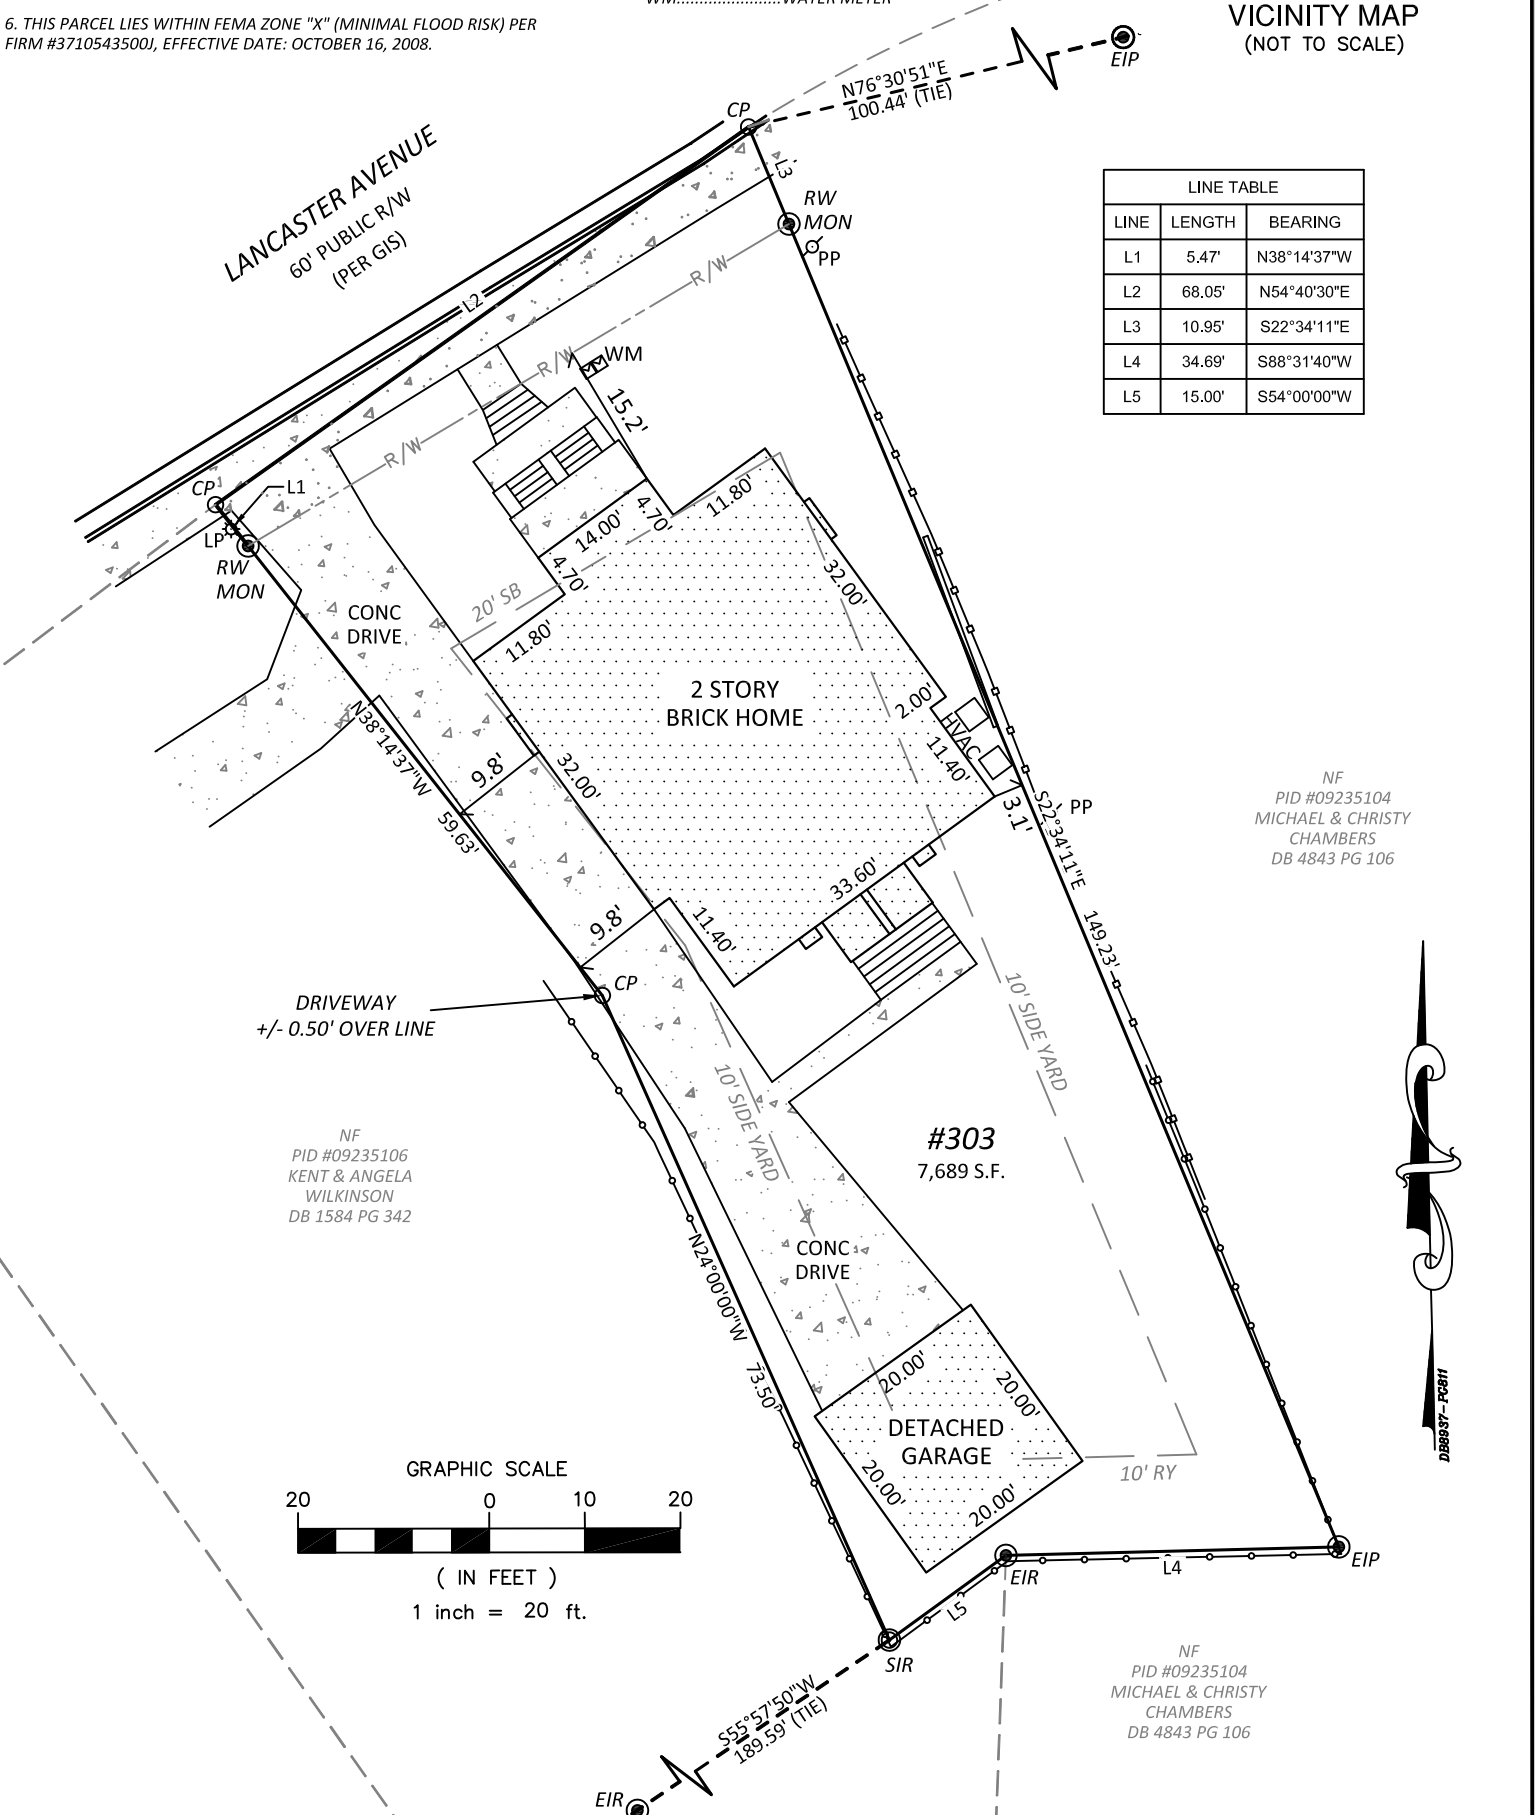 WM........................WATER METER
6. THIS PARCEL LIES WITHIN FEMA ZONE "X" (MINIMAL FLOOD RISK) PER
FIRM #3710543500J, EFFECTIVE DATE: OCTOBER 16, 2008.
VICINITY MAP
(NOT TO SCALE)
EIP
N76°30'51"E
100.44' (TIE)
CP
L3
LANCASTER AVENUE
60' PUBLIC R/W
(PER GIS)
RW
MON
PP
LINE TABLE
LINE LENGTH BEARING
L1 5.47' N38°14'37"W
L2 68.05' N54°40'30"E
L3 10.95' S22°34'11"E
L4 34.69' S88°31'40"W
L5 15.00' S54°00'00"W
R/W
L2
R/W
WM
15.2'
R/W
CP
L1
LP
RW
MON
11.80'
4.70'
14.00'
4.70'
20' SB
11.80'
32.00'
CONC
DRIVE
2 STORY
BRICK HOME
2.00'
HVAC
11.40'
3.1'
N38°14'37"W
59.63'
9.8'
32.00'
S22°34'11"E
149.23'
PP
NF
PID #09235104
MICHAEL & CHRISTY
CHAMBERS
DB 4843 PG 106
33.60'
9.8'
11.40'
CP
DRIVEWAY
+/- 0.50' OVER LINE
10' SIDE YARD
10' SIDE YARD
#303
7,689 S.F.
NF
PID #09235106
KENT & ANGELA
WILKINSON
DB 1584 PG 342
CONC
DRIVE
N24°00'00"W
73.50'
20.00'
20.00'
DETACHED
GARAGE
20.00'
20.00'
10' RY
DB8937-PG811
GRAPHIC SCALE
20 0 10 20
( IN FEET )
1 inch = 20 ft.
EIR
L4
EIP
L5
SIR
S55°57'50"W
189.59' (TIE)
NF
PID #09235104
MICHAEL & CHRISTY
CHAMBERS
DB 4843 PG 106
EIR